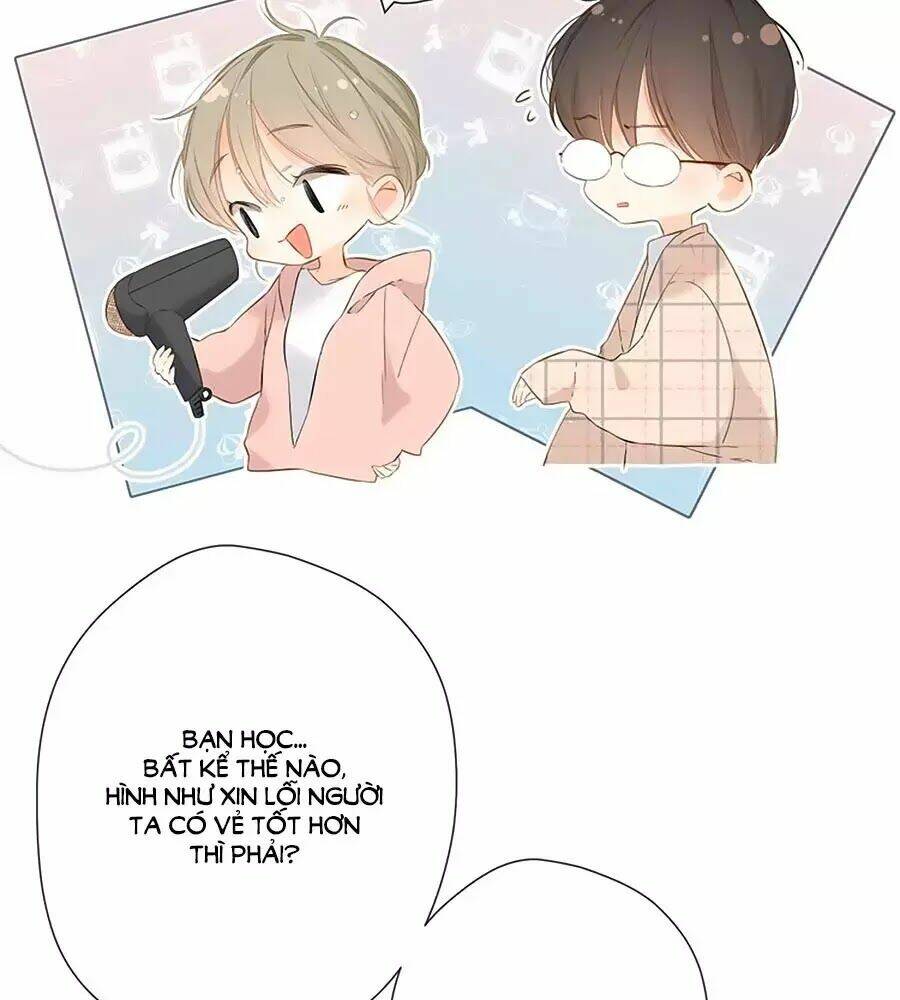 BẠN HỌC...
BẤT KỂ THẾ NÀO,
HÌNH NHƯ XIN LỖI NGƯỜI
TA CÓ VẺ TỐT HƠN
THÌ PHẢI?